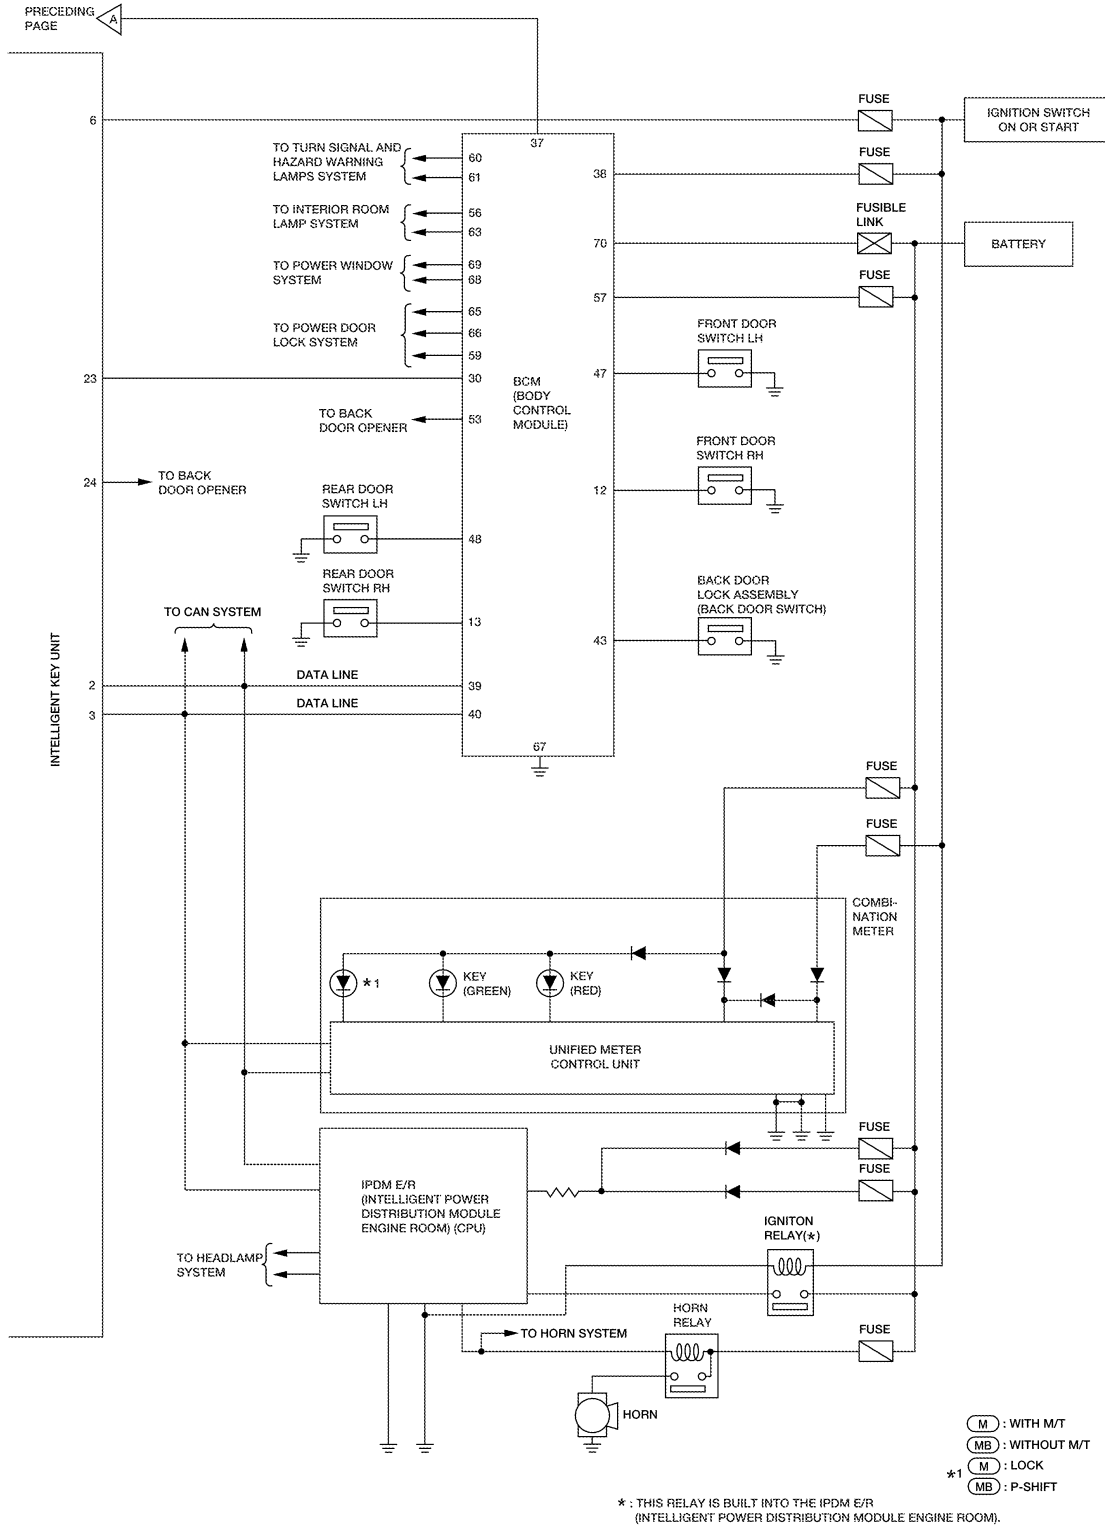 PRECEDING
PAGE
A
FUSE
IGNITION SWITCH
ON OR START
6
37
TO TURN SIGNAL AND
HAZARD WARNING
LAMPS SYSTEM
60
61
FUSE
38
TO INTERIOR ROOM
LAMP SYSTEM
56
63
FUSIBLE
LINK
70
BATTERY
TO POWER WINDOW
SYSTEM
69
68
FUSE
57
TO POWER DOOR
LOCK SYSTEM
65
66
59
FRONT DOOR
SWITCH LH
47
23
30
BCM
(BODY
CONTROL
MODULE)
TO BACK
DOOR OPENER
53
FRONT DOOR
SWITCH RH
12
24
TO BACK
DOOR OPENER
REAR DOOR
SWITCH LH
48
REAR DOOR
SWITCH RH
13
BACK DOOR
LOCK ASSEMBLY
(BACK DOOR SWITCH)
43
TO CAN SYSTEM
INTELLIGENT KEY UNIT
2
DATA LINE
39
3
DATA LINE
40
67
FUSE
FUSE
COMBI-
NATION
METER
*1
KEY
(GREEN)
KEY
(RED)
UNIFIED METER
CONTROL UNIT
FUSE
FUSE
IPDM E/R
(INTELLIGENT POWER
DISTRIBUTION MODULE
ENGINE ROOM) (CPU)
IGNITON
RELAY(*)
TO HEADLAMP
SYSTEM
HORN
RELAY
TO HORN SYSTEM
FUSE
HORN
M : WITH M/T
MB : WITHOUT M/T
*1 M : LOCK
MB : P-SHIFT
* : THIS RELAY IS BUILT INTO THE IPDM E/R
(INTELLIGENT POWER DISTRIBUTION MODULE ENGINE ROOM).